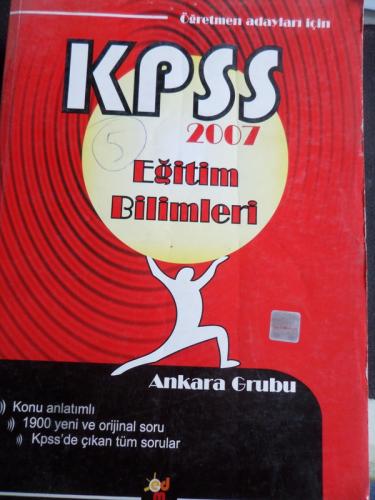 Öğretmen adayları için
KPSS
2007
5
Eğitim
Bilimleri
Ankara Grubu
Konu anlatımlı
1900 yeni ve orijinal soru
Kpss'de çıkan tüm sorular